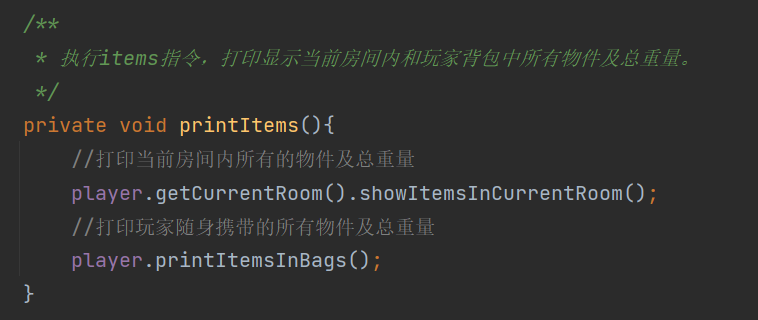 /**
 * 执行items指令，打印显示当前房间内和玩家背包中所有物件及总重量。
 */
private void printItems(){
    //打印当前房间内所有的物件及总重量
    player.getCurrentRoom().showItemsInCurrentRoom();
    //打印玩家随身携带的所有物件及总重量
    player.printItemsInBags();
}